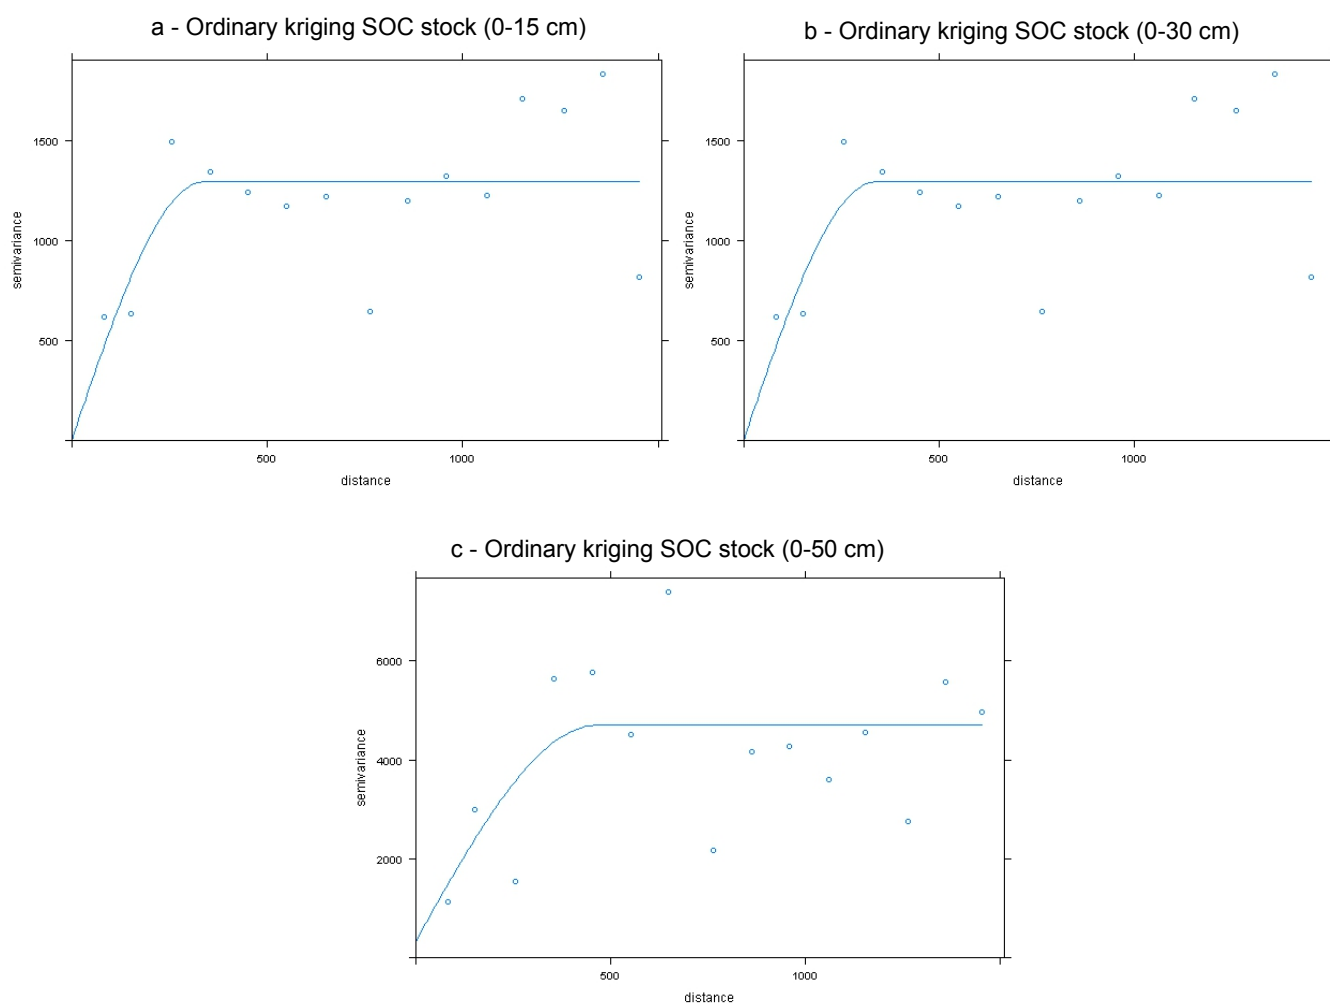 a - Ordinary kriging SOC stock (0-15 cm)
b - Ordinary kriging SOC stock (0-30 cm)
1500
1000
500
semivariance
500
1000
distance
1500
1000
500
semivariance
500
1000
distance
c - Ordinary kriging SOC stock (0-50 cm)
6000
4000
2000
semivariance
500
1000
distance